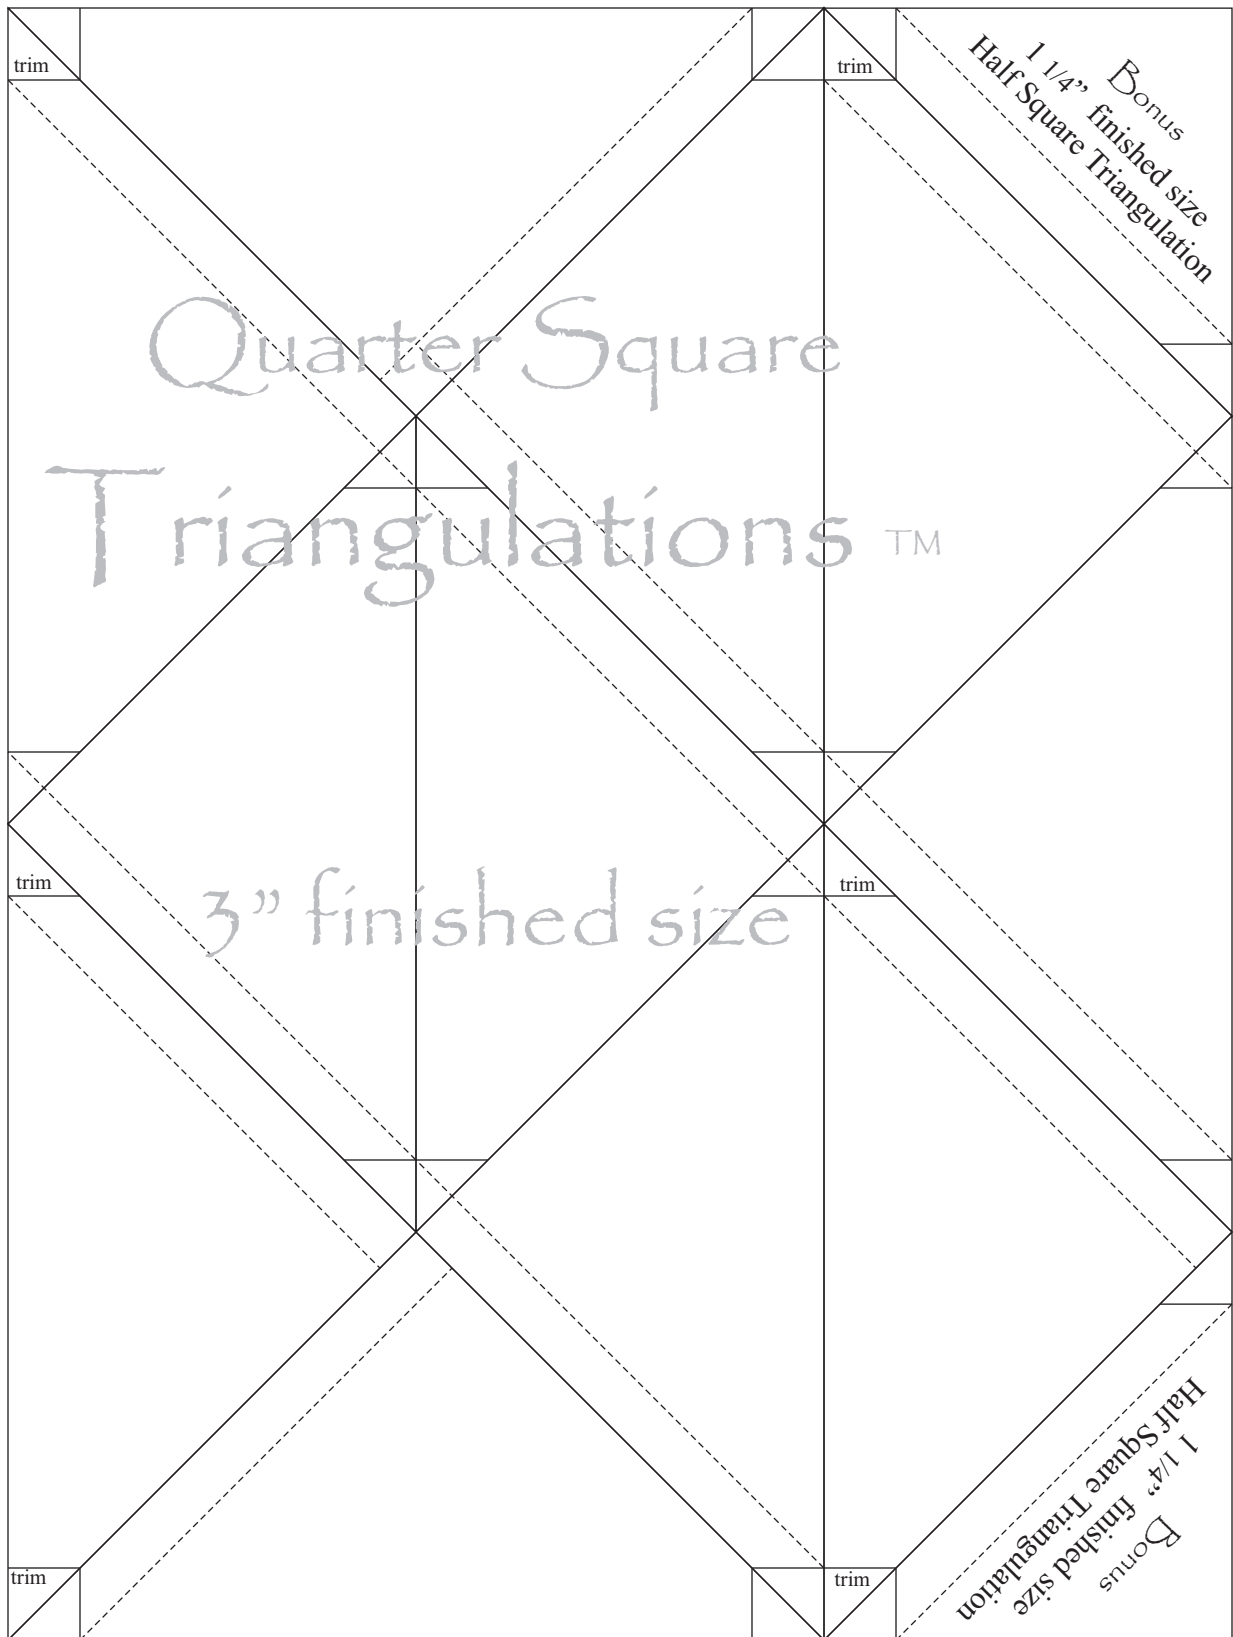 trim
trim
Bonus
1 1/4” finished size
Half Square Triangulation
Quarter Square
Triangulations ™
3” finished size
trim
trim
Half Square Triangulation
1 1/4” finished size
Bonus
trim
trim